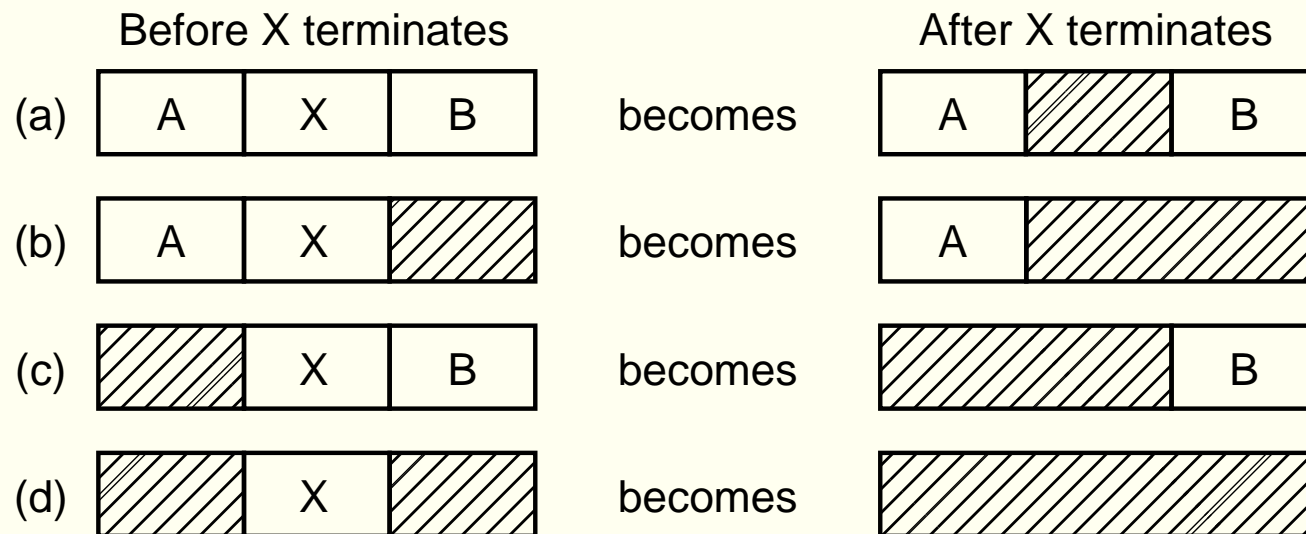 Before X terminates After X terminates
(a) A X B becomes A B
(b) A X becomes A
(c) X B becomes B
(d) X becomes